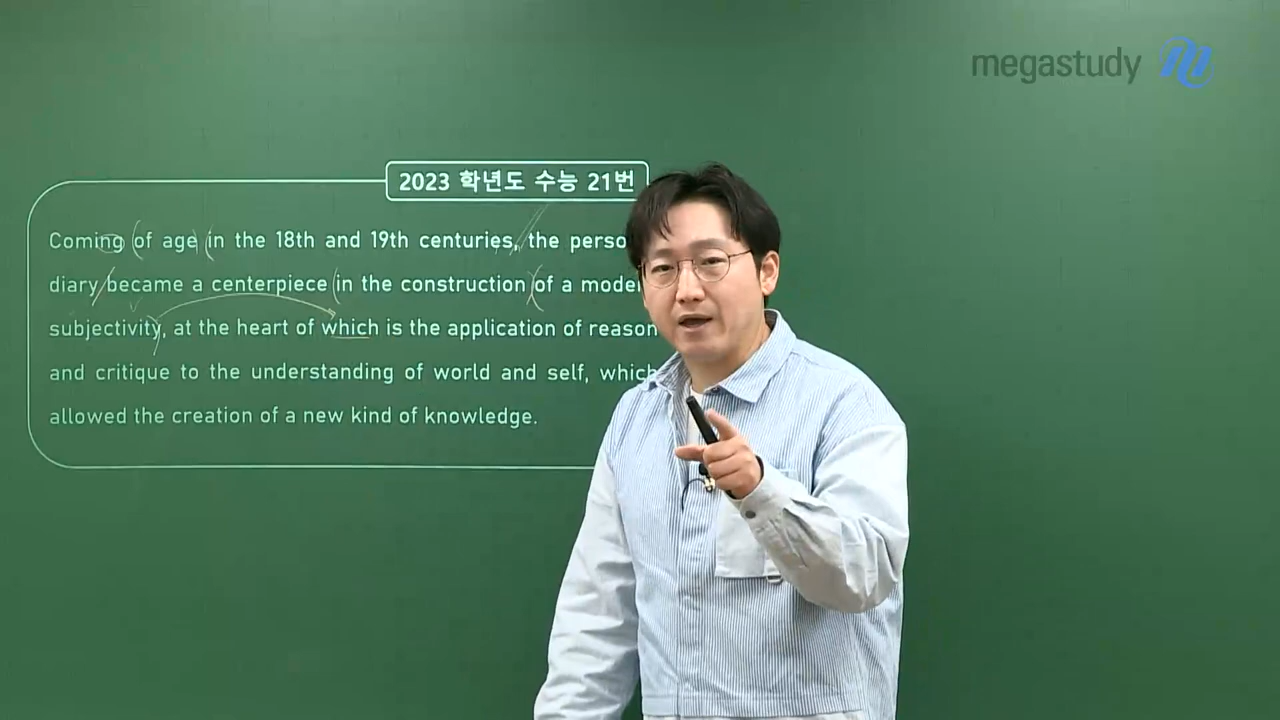 megastudy
2023 학년도 수능 21번
Coming of age in the 18th and 19th centuries, the
diary became a centerpiece in the construction of a
subjectivity, at the heart of which is the application of reason
and critique to the understanding of world and self, which
allowed the creation of a new kind of knowledge.